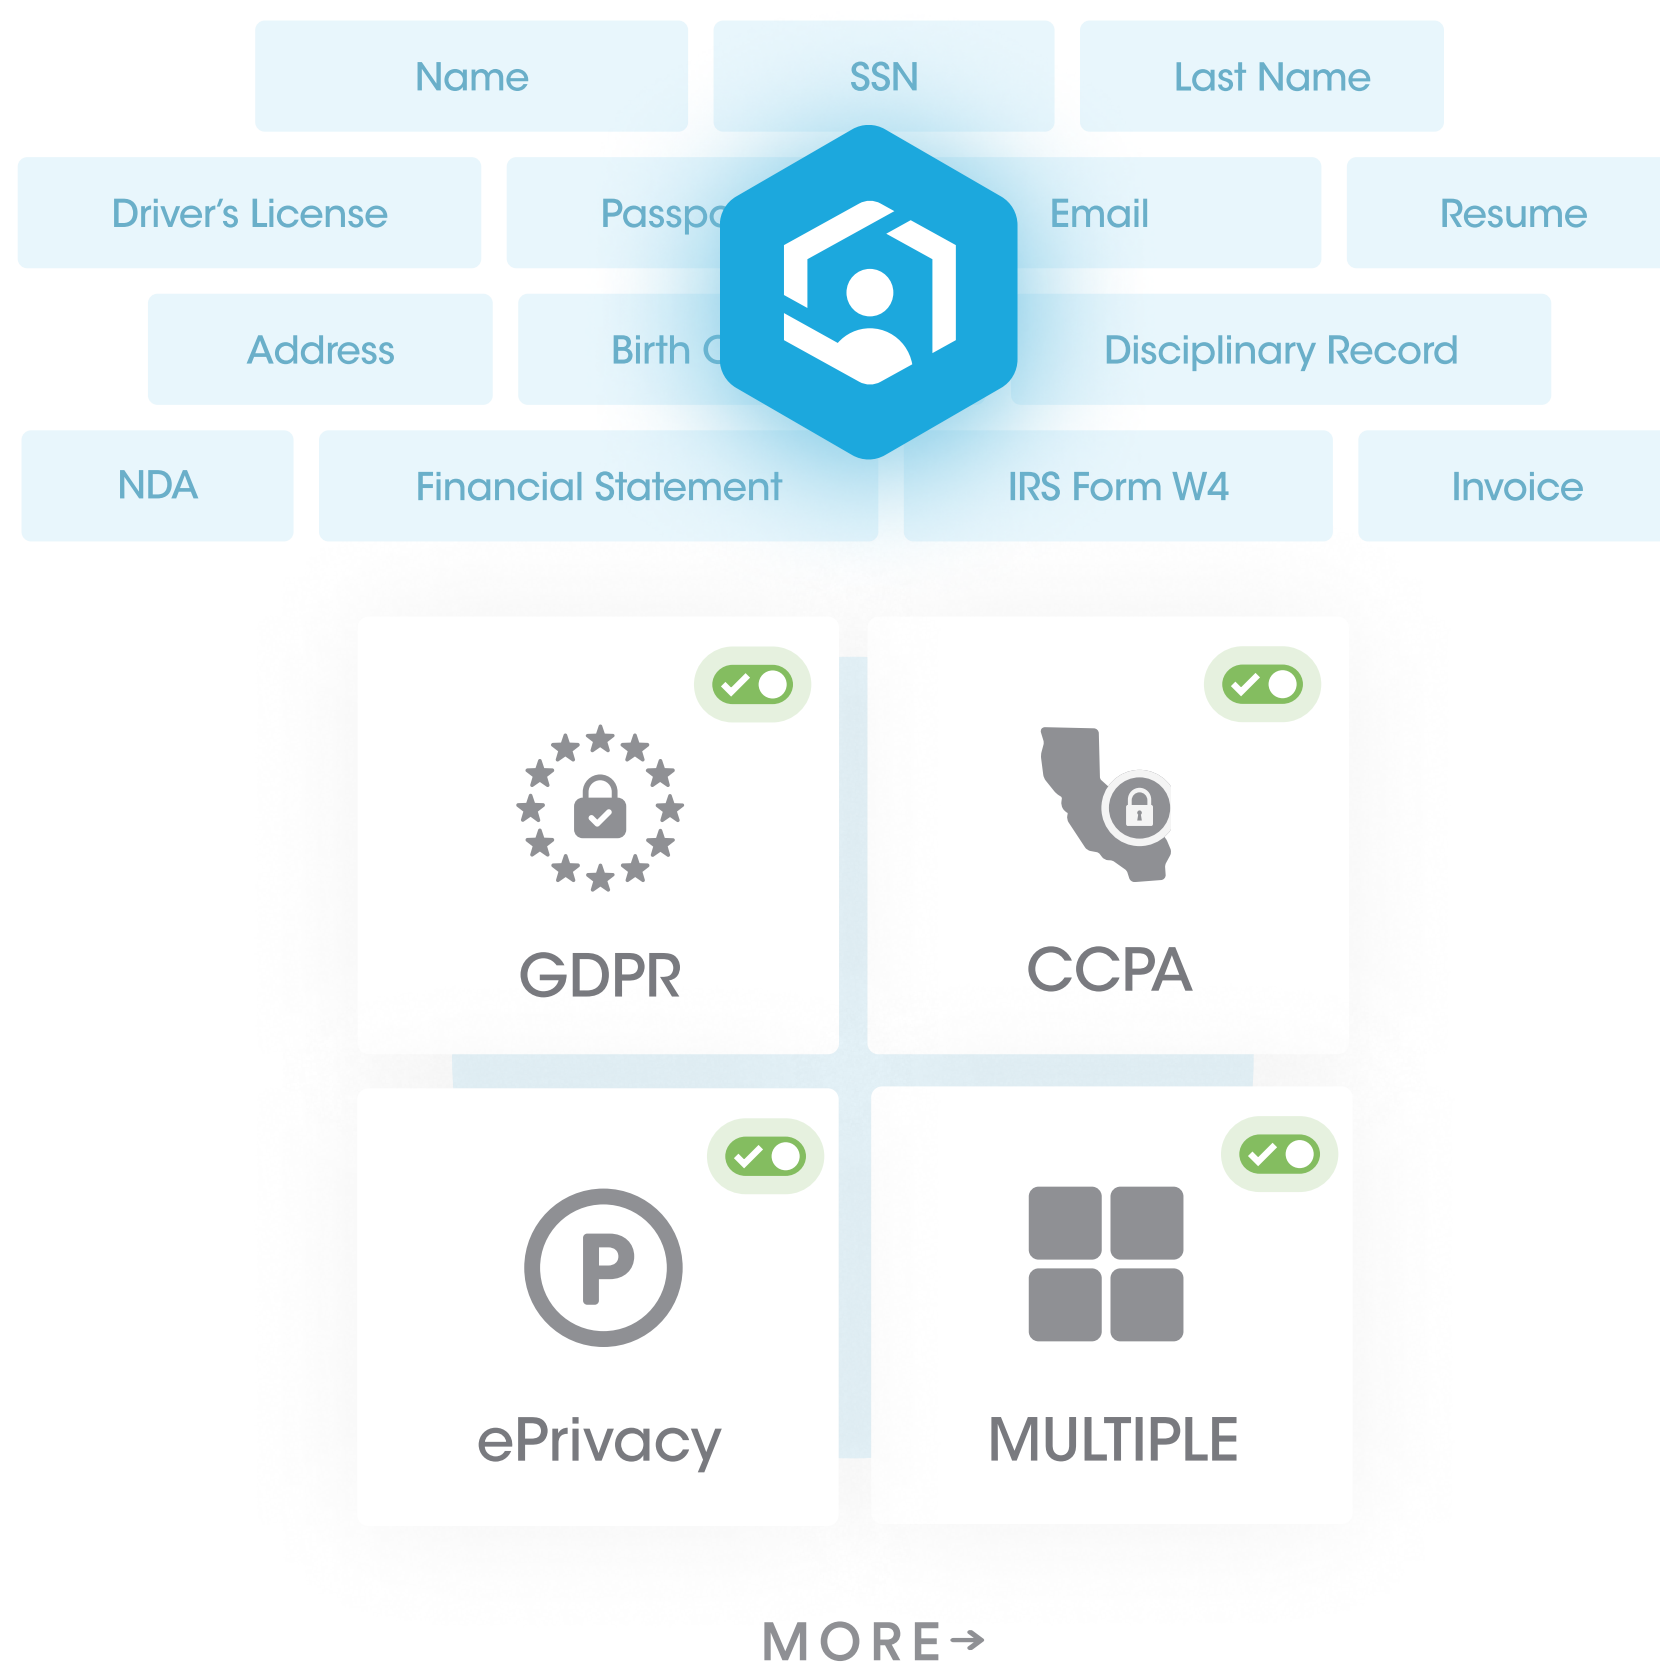 Name SSN Last Name
Driver's License Email Resume
Address Birth Disciplinary Record
NDA Financial Statement IRS Form W4 Invoice
GDPR CCPA
P
ePrivacy MULTIPLE
MORE→